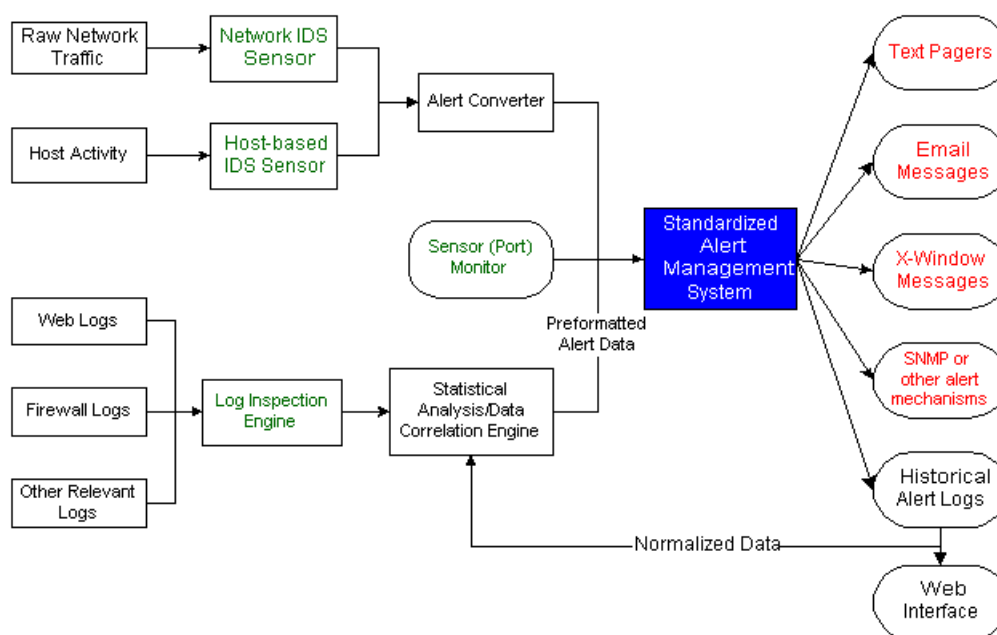 Raw Network
Traffic
Network IDS
Sensor
Alert Converter
Host Activity
Host-based
IDS Sensor
Sensor (Port)
Monitor
Standardized
Alert
Management
System
Preformatted
Alert Data
Web Logs
Firewall Logs
Other Relevant
Logs
Log Inspection
Engine
Statistical
Analysis/Data
Correlation Engine
Text Pagers
Email
Messages
X-Window
Messages
SNMP or
other alert
mechanisms
Historical
Alert Logs
Normalized Data
Web
Interface